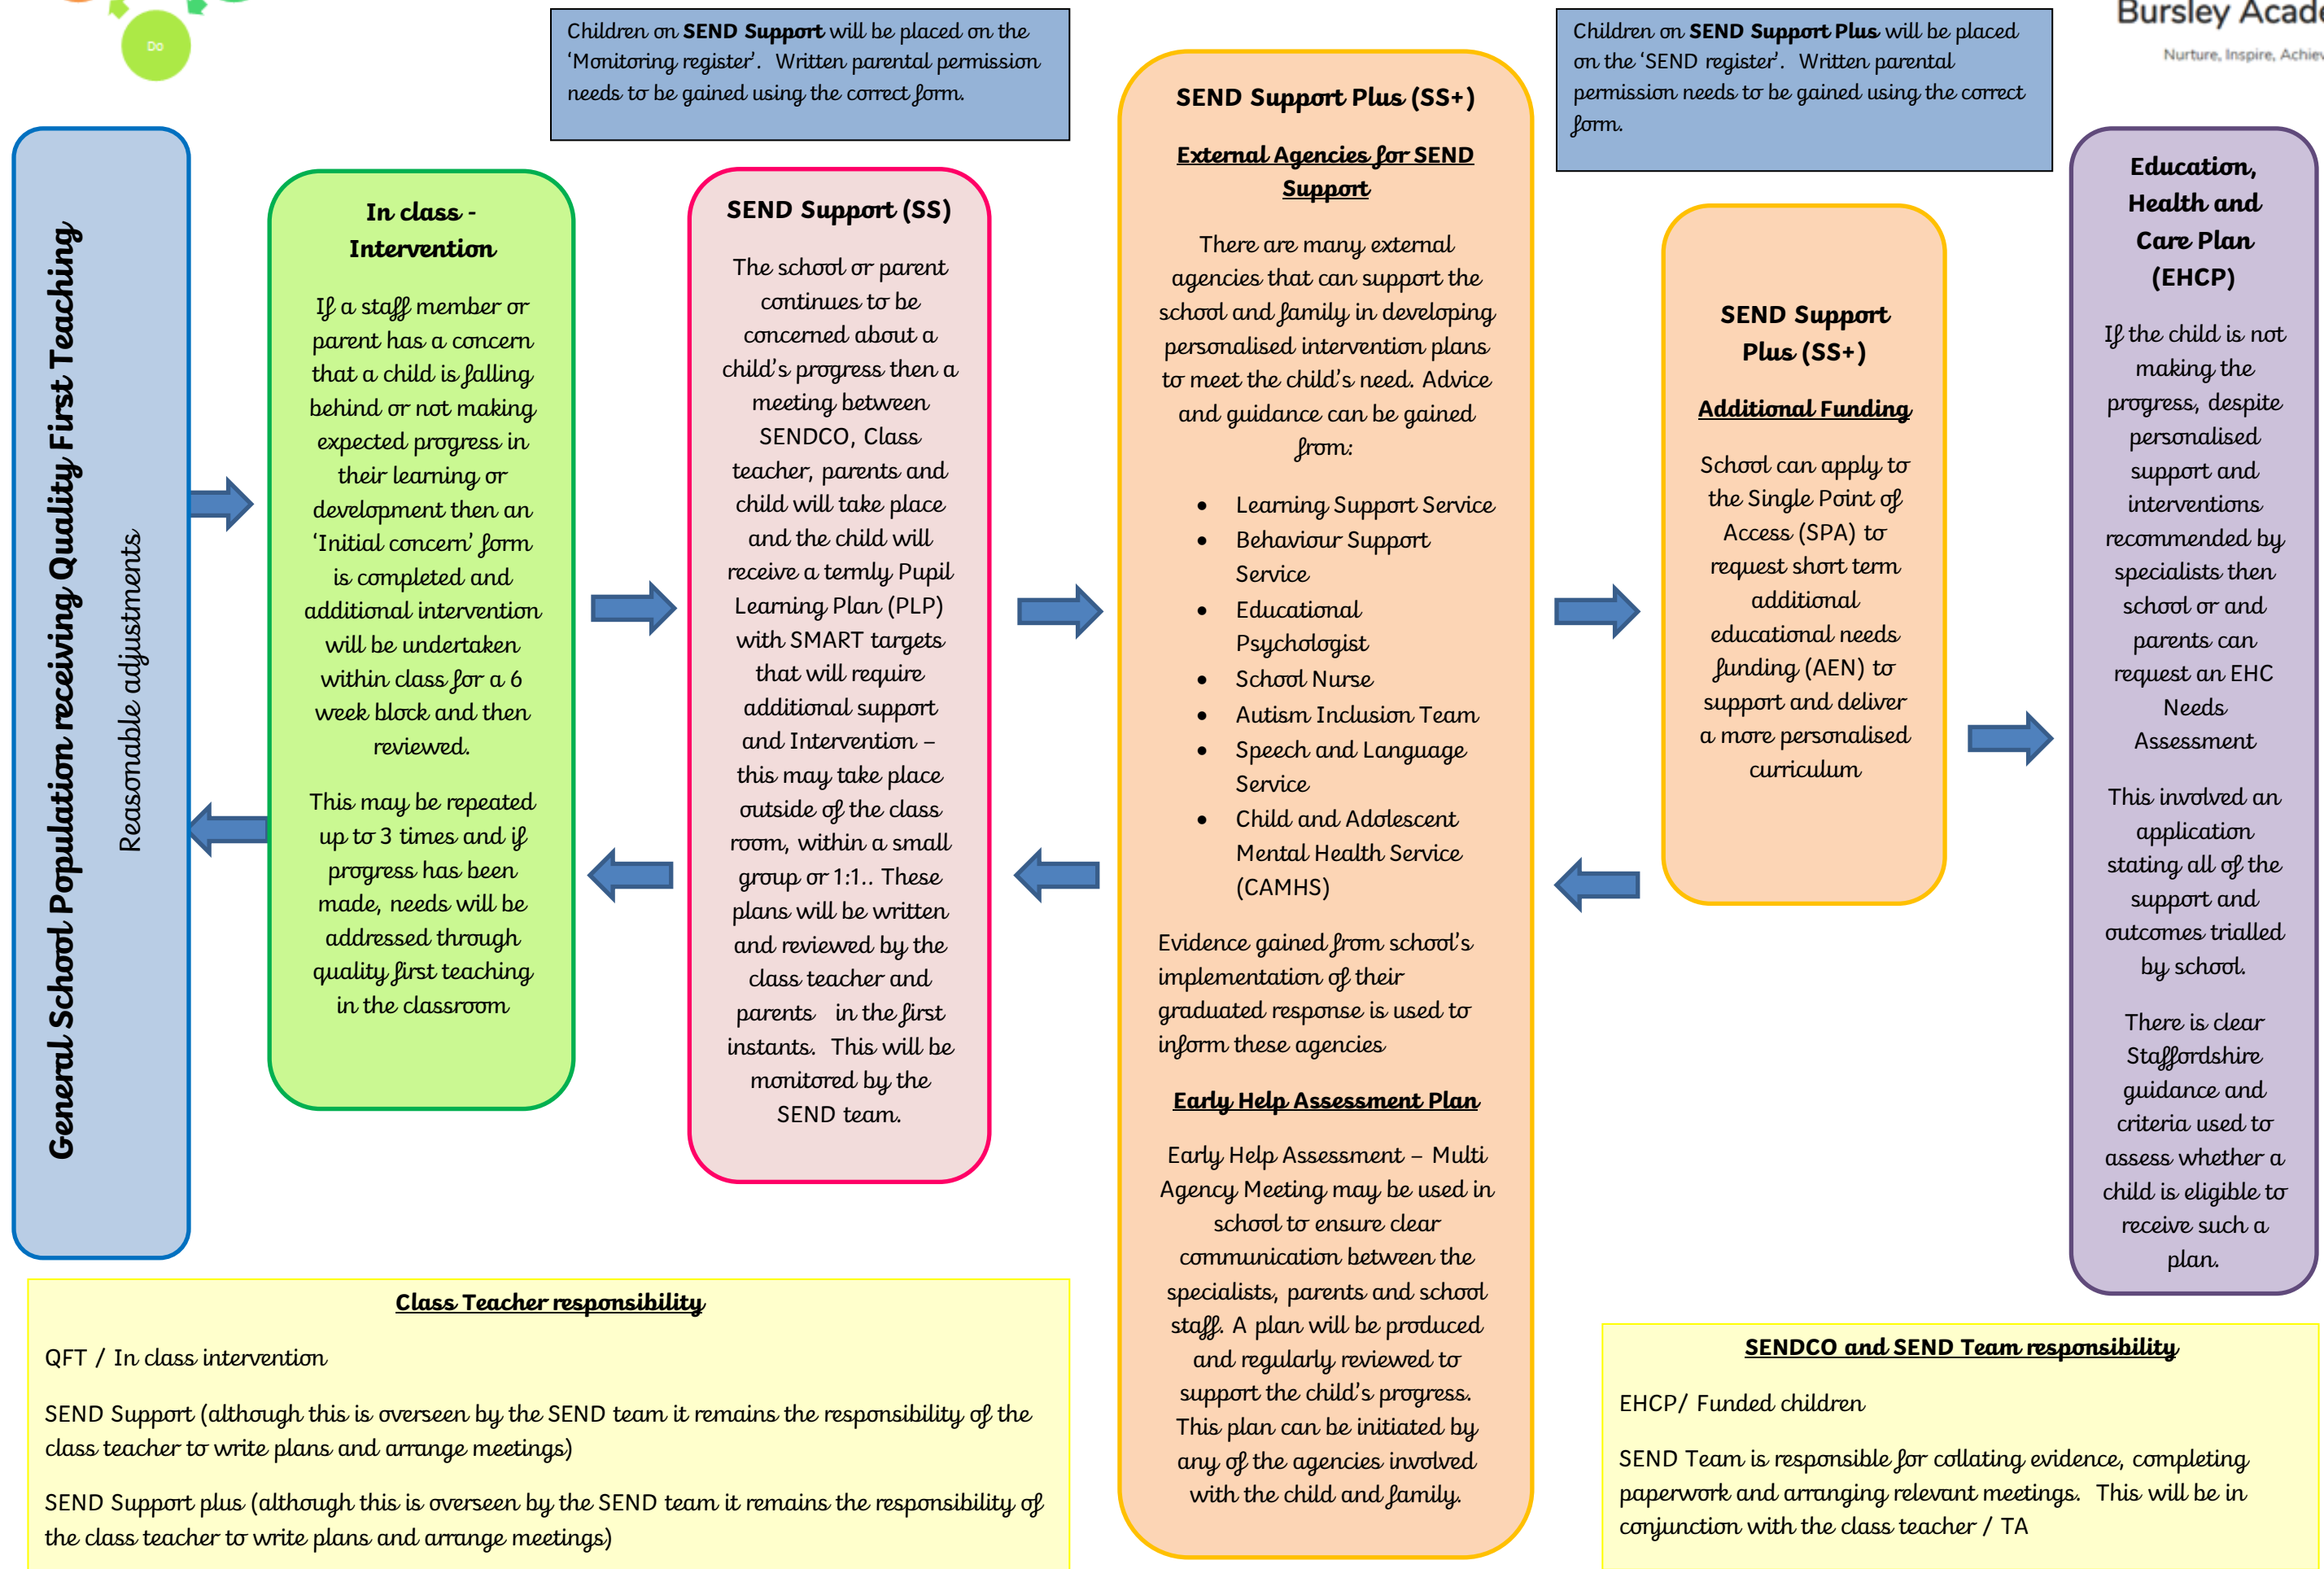 Do
Children on SEND Support will be placed on the
‘Monitoring register’.  Written parental permission
needs to be gained using the correct form.
Children on SEND Support Plus will be placed
on the ‘SEND register’.  Written parental
permission needs to be gained using the correct
form.
Bursley Acade
Nurture, Inspire, Achiev
General School Population receiving Quality First Teaching
Reasonable adjustments
In class -
Intervention
If a staff member or
parent has a concern
that a child is falling
behind or not making
expected progress in
their learning or
development then an
‘Initial concern’ form
is completed and
additional intervention
will be undertaken
within class for a 6
week block and then
reviewed.
This may be repeated
up to 3 times and if
progress has been
made, needs will be
addressed through
quality first teaching
in the classroom
SEND Support (SS)
The school or parent
continues to be
concerned about a
child’s progress then a
meeting between
SENDCO, Class
teacher, parents and
child will take place
and the child will
receive a termly Pupil
Learning Plan (PLP)
with SMART targets
that will require
additional support
and Intervention –
this may take place
outside of the class
room, within a small
group or 1:1.. These
plans will be written
and reviewed by the
class teacher and
parents   in the first
instants.  This will be
monitored by the
SEND team.
SEND Support Plus (SS+)
External Agencies for SEND
Support
There are many external
agencies that can support the
school and family in developing
personalised intervention plans
to meet the child’s need. Advice
and guidance can be gained
from:
• Learning Support Service
• Behaviour Support
Service
• Educational
Psychologist
• School Nurse
• Autism Inclusion Team
• Speech and Language
Service
• Child and Adolescent
Mental Health Service
(CAMHS)
Evidence gained from school’s
implementation of their
graduated response is used to
inform these agencies
Early Help Assessment Plan
Early Help Assessment – Multi
Agency Meeting may be used in
school to ensure clear
communication between the
specialists, parents and school
staff. A plan will be produced
and regularly reviewed to
support the child’s progress.
This plan can be initiated by
any of the agencies involved
with the child and family.
SEND Support
Plus (SS+)
Additional Funding
School can apply to
the Single Point of
Access (SPA) to
request short term
additional
educational needs
funding (AEN) to
support and deliver
a more personalised
curriculum
Education,
Health and
Care Plan
(EHCP)
If the child is not
making the
progress, despite
personalised
support and
interventions
recommended by
specialists then
school or and
parents can
request an EHC
Needs
Assessment
This involved an
application
stating all of the
support and
outcomes trialled
by school.
There is clear
Staffordshire
guidance and
criteria used to
assess whether a
child is eligible to
receive such a
plan.
Class Teacher responsibility
QFT / In class intervention
SEND Support (although this is overseen by the SEND team it remains the responsibility of the
class teacher to write plans and arrange meetings)
SEND Support plus (although this is overseen by the SEND team it remains the responsibility of
the class teacher to write plans and arrange meetings)
SENDCO and SEND Team responsibility
EHCP/ Funded children
SEND Team is responsible for collating evidence, completing
paperwork and arranging relevant meetings.  This will be in
conjunction with the class teacher / TA